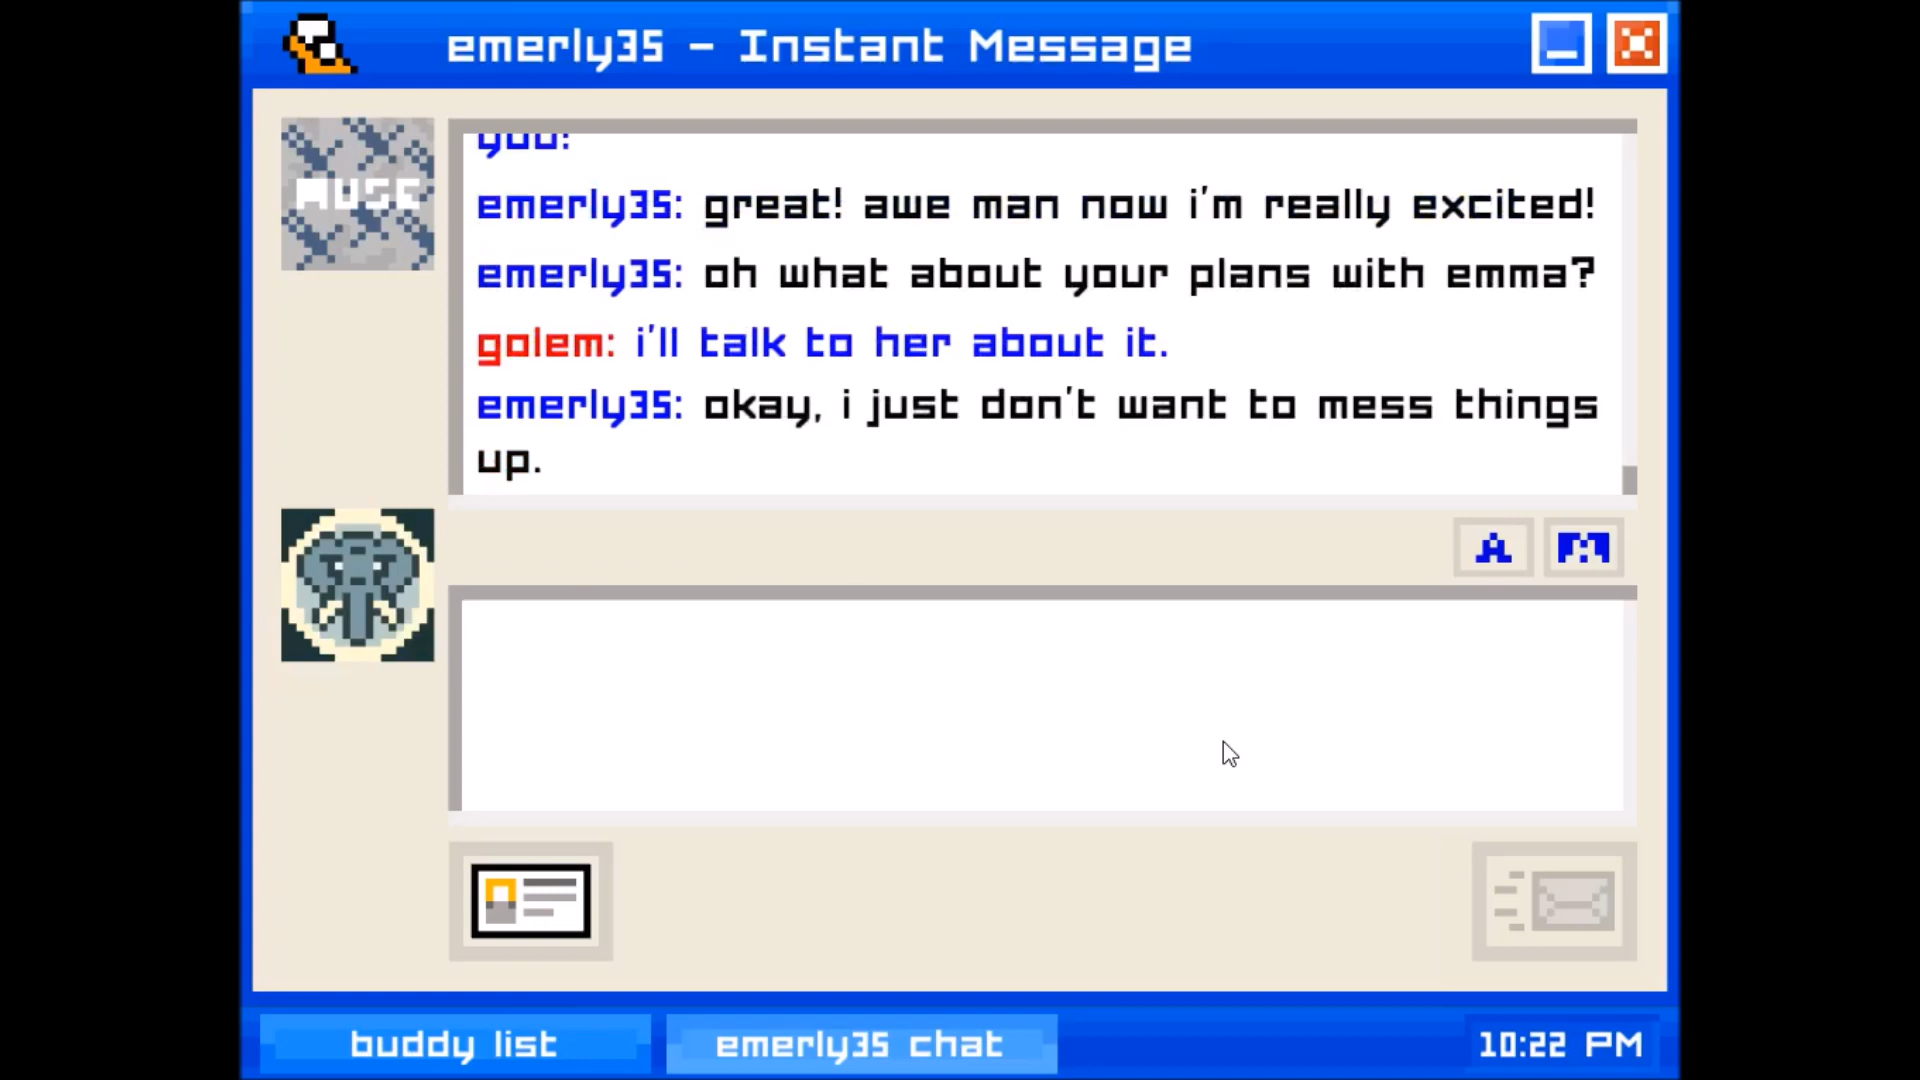 emerly35 - Instant Message
you:
MUSE
emerly35: great! awe man now i'm really excited!
emerly35: oh what about your plans with emma?
golem: i'll talk to her about it.
emerly35: okay, i just don't want to mess things
up.
A
buddy list
emerly35 chat
10:22 PM